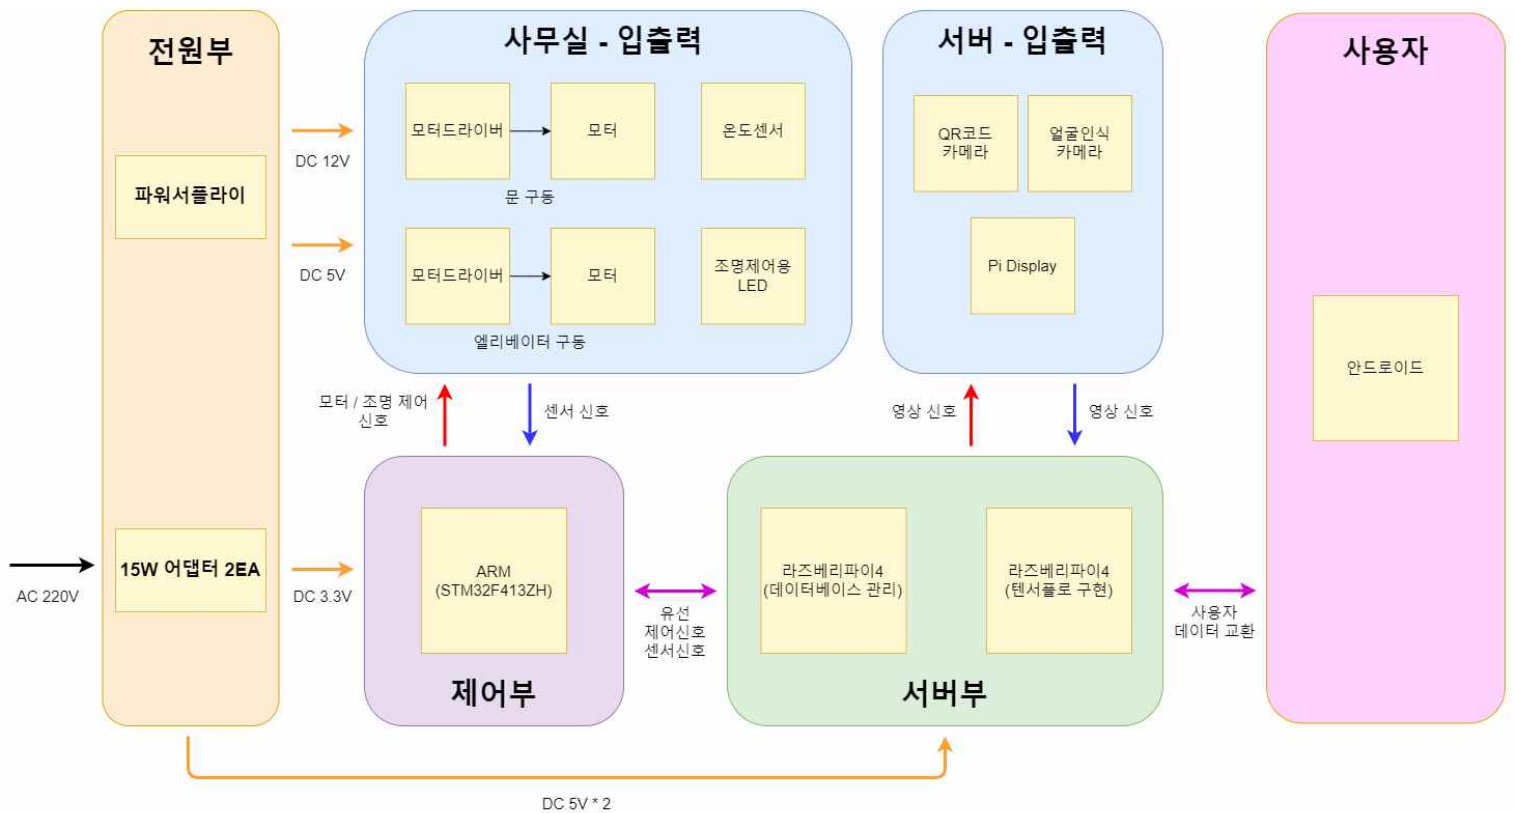 전원부
파워서플라이
15W 어댑터 2EA
AC 220V
DC 12V
DC 5V
DC 3.3V
사무실 - 입출력
모터드라이버
모터
온도센서
문 구동
모터드라이버
모터
조명제어용
LED
엘리베이터 구동
서버 - 입출력
QR코드
카메라
얼굴인식
카메라
Pi Display
사용자
안드로이드
모터 / 조명 제어
신호
센서 신호
영상 신호
영상 신호
ARM
(STM32F413ZH)
제어부
유선
제어신호
센서신호
라즈베리파이4
(데이터베이스 관리)
라즈베리파이4
(텐서플로 구현)
서버부
사용자
데이터 교환
DC 5V * 2